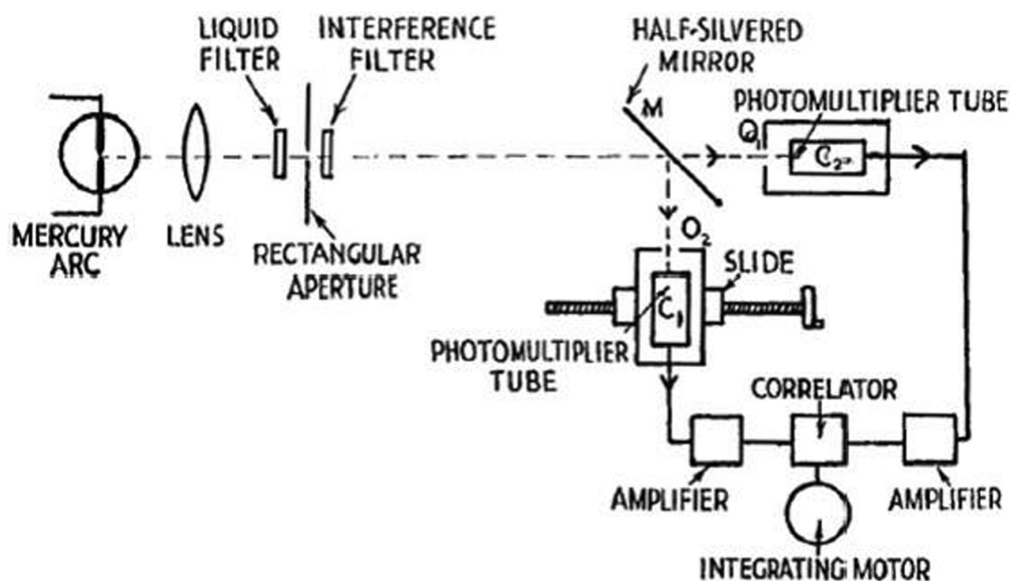 LIQUID
FILTER
INTERFERENCE
FILTER
HALF-SILVERED
MIRROR
M
PHOTOMULTIPLIER TUBE
O₁
C₂
MERCURY
ARC
LENS
RECTANGULAR
APERTURE
O₂
SLIDE
C₁
PHOTOMULTIPLIER
TUBE
CORRELATOR
AMPLIFIER
AMPLIFIER
INTEGRATING MOTOR